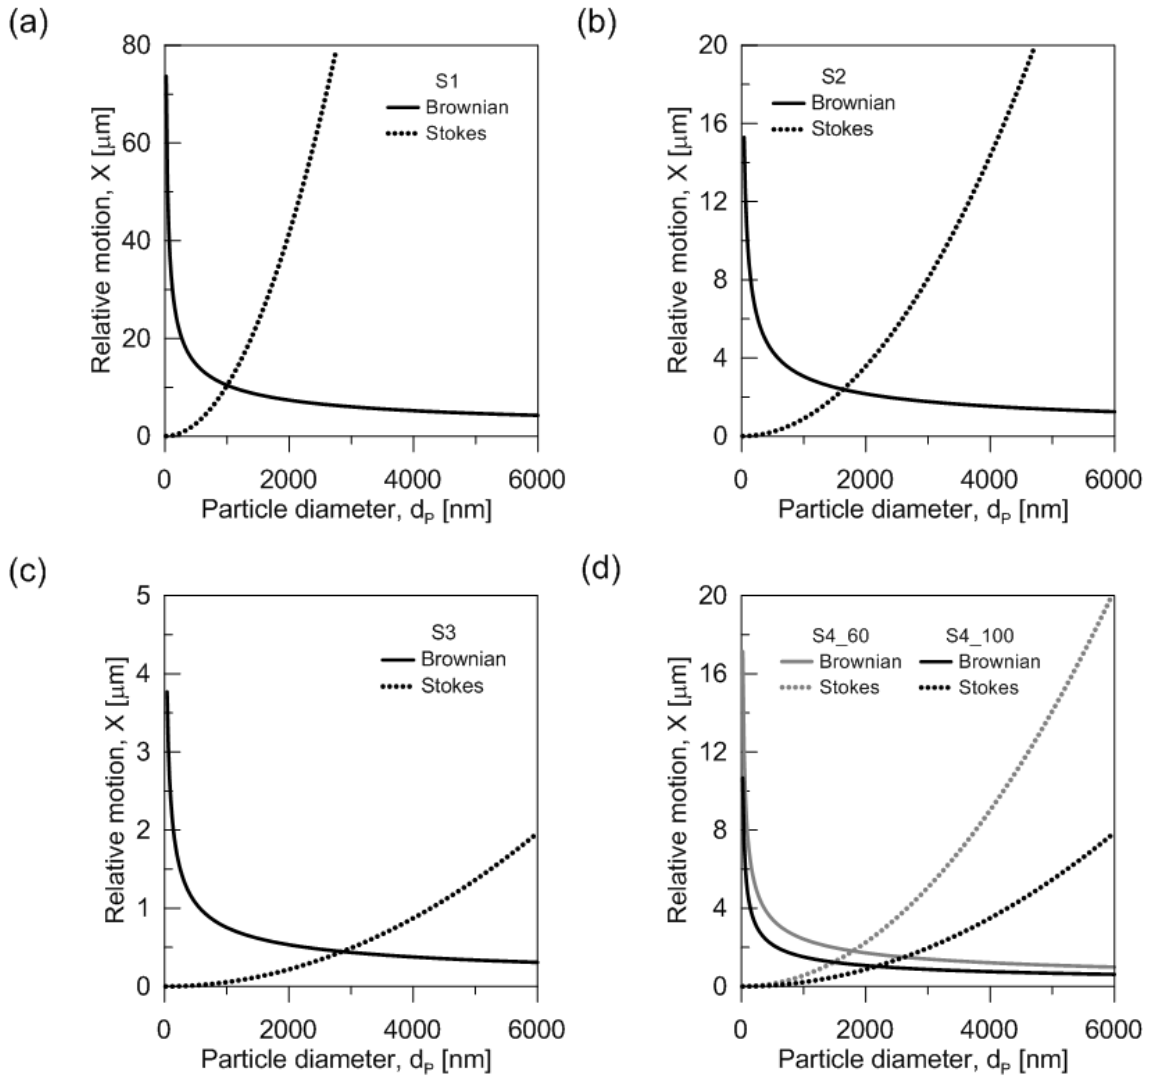 (a)
80
60
40
20
0
Relative motion, X [μm]
S1
Brownian
Stokes
0 2000 4000 6000
Particle diameter, dP [nm]
(b)
20
16
12
8
4
0
Relative motion, X [μm]
S2
Brownian
Stokes
0 2000 4000 6000
Particle diameter, dP [nm]
(c)
5
4
3
2
1
0
Relative motion, X [μm]
S3
Brownian
Stokes
0 2000 4000 6000
Particle diameter, dP [nm]
(d)
20
16
12
8
4
0
Relative motion, X [μm]
S4_60 S4_100
Brownian Brownian
Stokes Stokes
0 2000 4000 6000
Particle diameter, dP [nm]